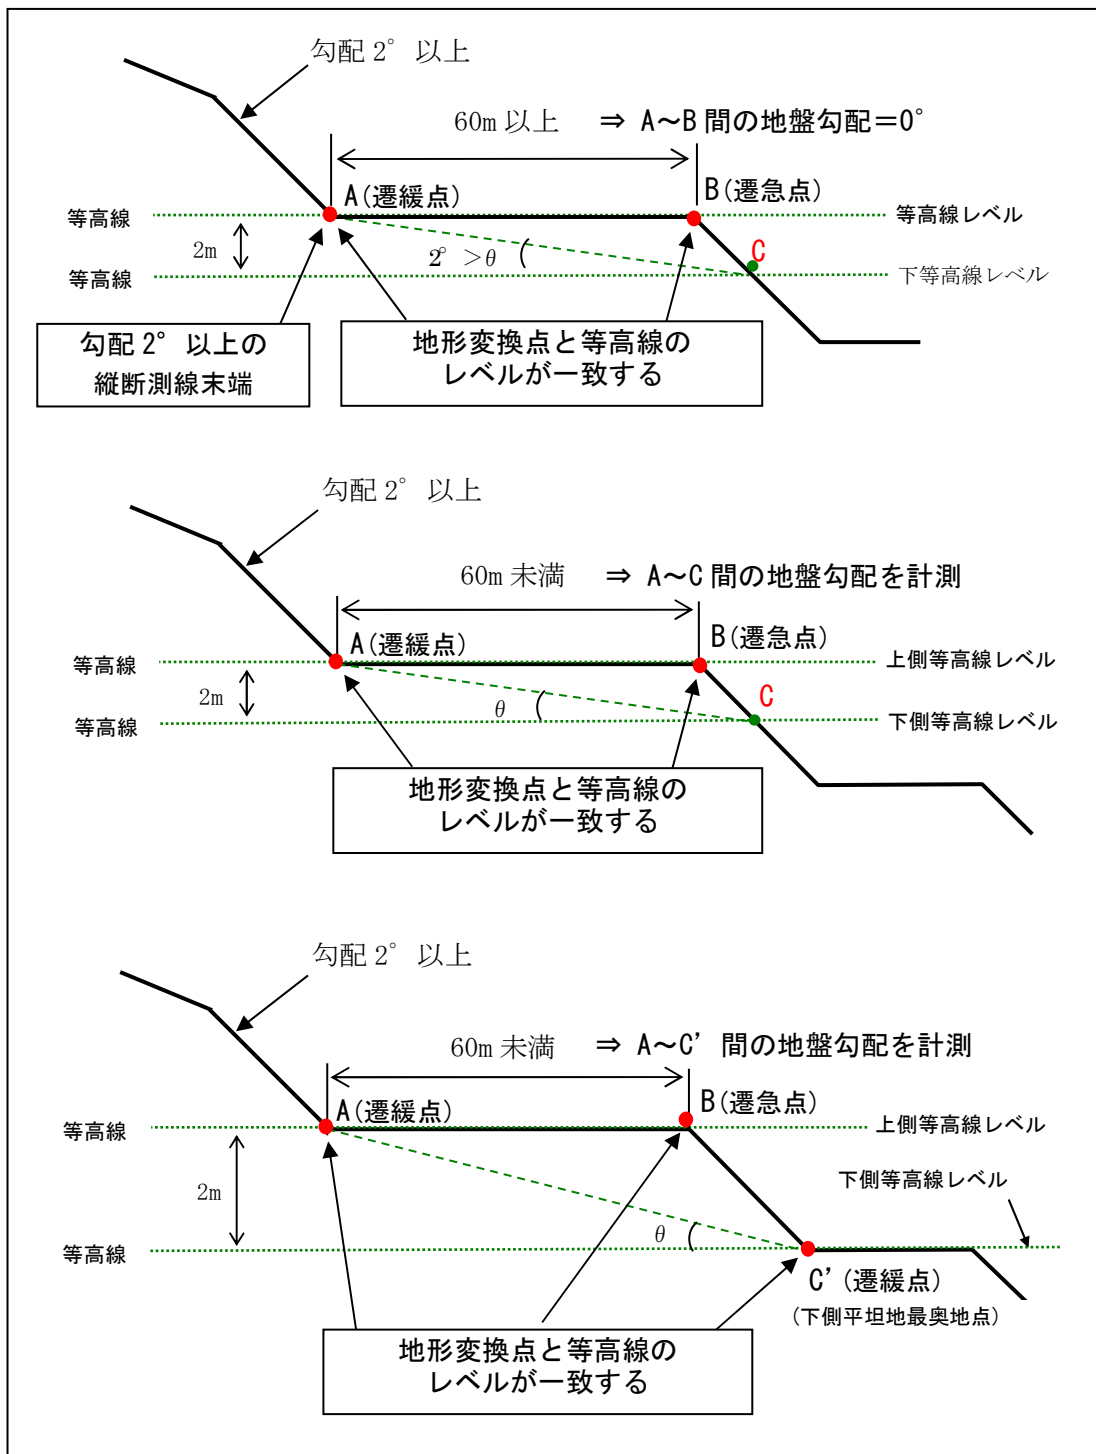 勾配 2° 以上
60m 以上 ⇒ A～B 間の地盤勾配＝0°
A(遷緩点)
B(遷急点)
等高線
等高線レベル
2m
2° ＞θ
C
等高線
下等高線レベル
勾配 2° 以上の
縦断測線末端
地形変換点と等高線の
レベルが一致する
勾配 2° 以上
60m 未満 ⇒ A～C 間の地盤勾配を計測
A(遷緩点)
B(遷急点)
等高線
上側等高線レベル
2m
θ
C
等高線
下側等高線レベル
地形変換点と等高線の
レベルが一致する
勾配 2° 以上
60m 未満 ⇒ A～C’ 間の地盤勾配を計測
A(遷緩点)
B(遷急点)
等高線
上側等高線レベル
2m
下側等高線レベル
θ
等高線
C’(遷緩点)
(下側平坦地最奥地点)
地形変換点と等高線の
レベルが一致する